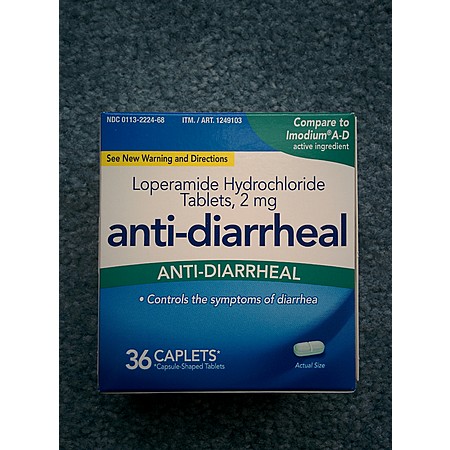 NDC 0113-2224-68 ITM. / ART. 1249103
Compare to
Imodium® A-D
active ingredient
See New Warning and Directions
Loperamide Hydrochloride
Tablets, 2 mg
anti-diarrheal
ANTI-DIARRHEAL
• Controls the symptoms of diarrhea
36 CAPLETS*
*Capsule-Shaped Tablets
Actual Size